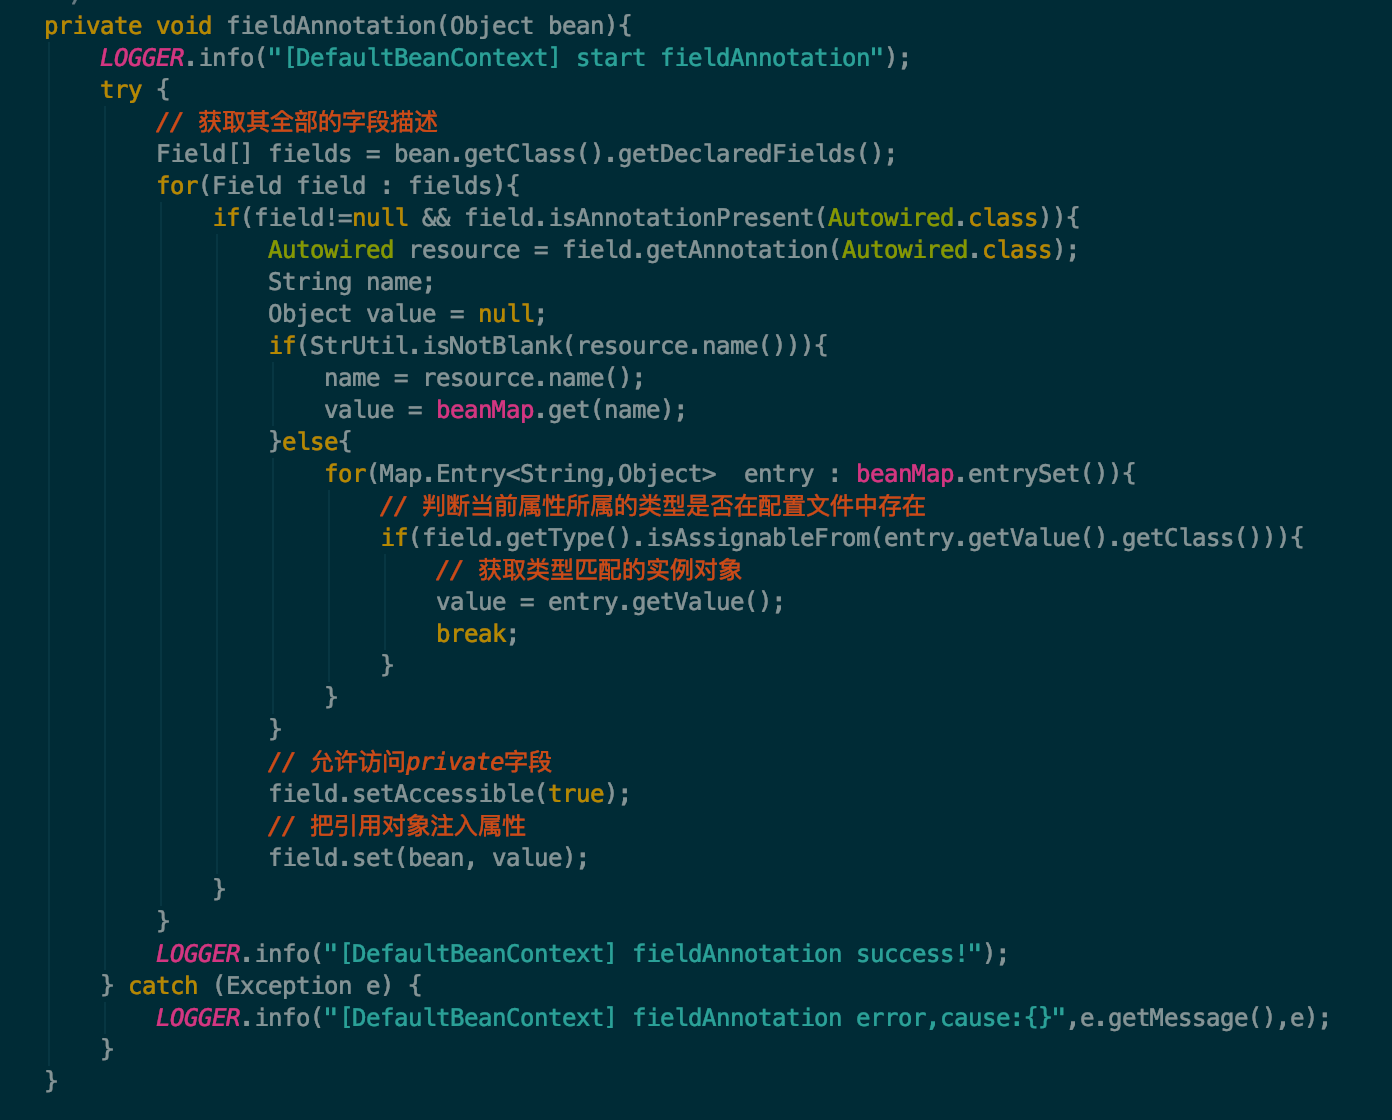 private void fieldAnnotation(Object bean){
LOGGER.info("[DefaultBeanContext] start fieldAnnotation");
try {
// 获取其全部的字段描述
Field[] fields = bean.getClass().getDeclaredFields();
for(Field field : fields){
if(field!=null && field.isAnnotationPresent(Autowired.class)){
Autowired resource = field.getAnnotation(Autowired.class);
String name;
Object value = null;
if(StrUtil.isNotBlank(resource.name())){
name = resource.name();
value = beanMap.get(name);
}else{
for(Map.Entry<String,Object>  entry : beanMap.entrySet()){
// 判断当前属性所属的类型是否在配置文件中存在
if(field.getType().isAssignableFrom(entry.getValue().getClass())){
// 获取类型匹配的实例对象
value = entry.getValue();
break;
}
}
}
// 允许访问private字段
field.setAccessible(true);
// 把引用对象注入属性
field.set(bean, value);
}
}
LOGGER.info("[DefaultBeanContext] fieldAnnotation success!");
} catch (Exception e) {
LOGGER.info("[DefaultBeanContext] fieldAnnotation error,cause:{}",e.getMessage(),e);
}
}